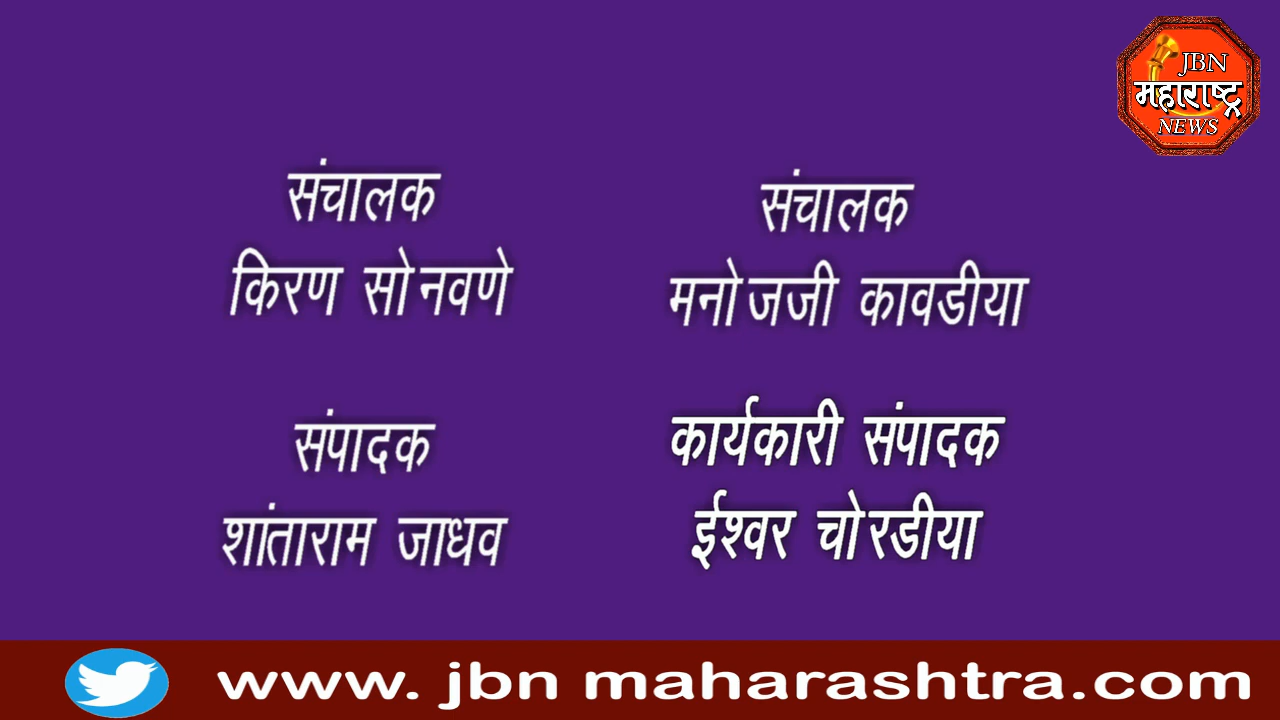 JBN
महाराष्ट्र
NEWS
संचालक
किरण सोनवणे
संचालक
मनोजजी कावडीया
संपादक
शांताराम जाधव
कार्यकारी संपादक
ईश्वर चोरडीया
www. jbn maharashtra.com